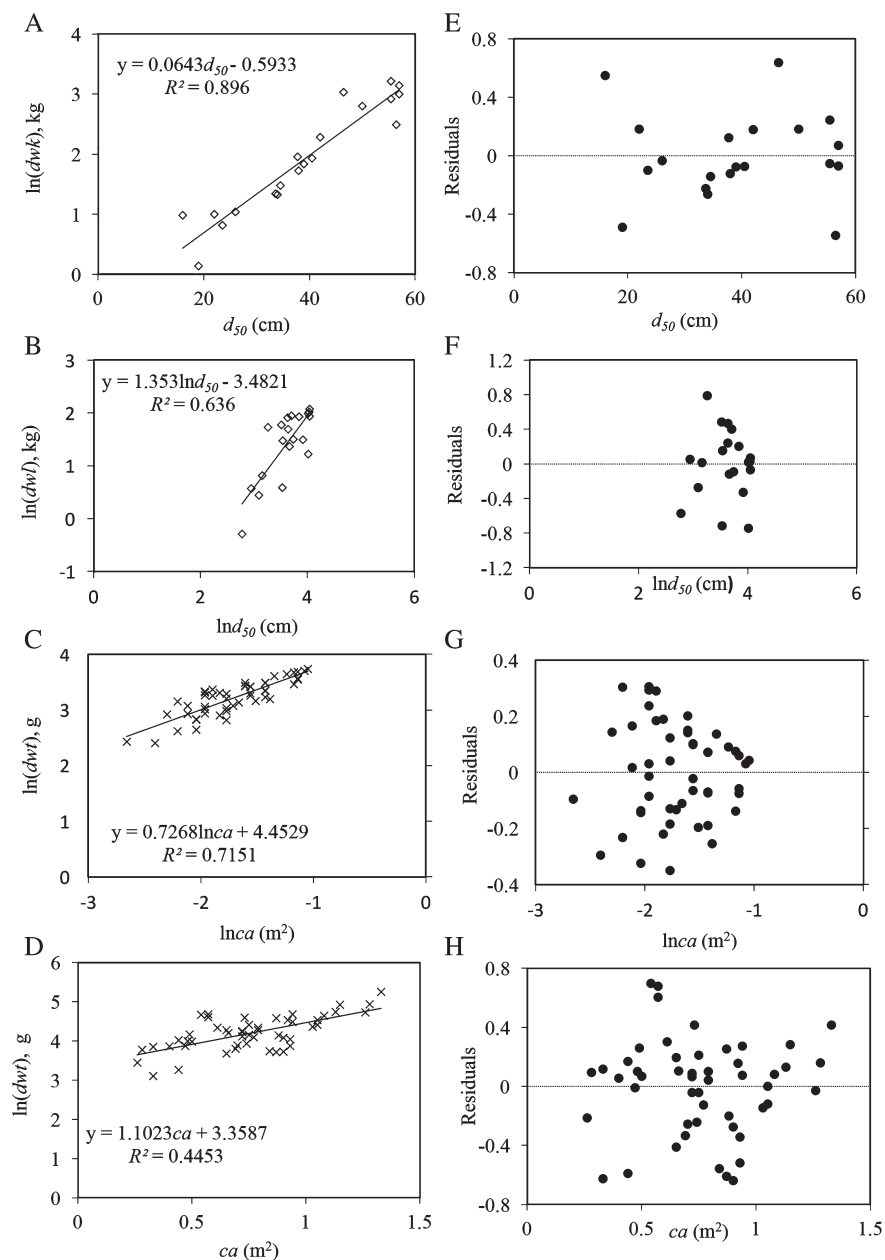 A
4
3
2
1
0
ln(dwk), kg
y = 0.0643d50 - 0.5933
R² = 0.896
0 20 40 60
d50 (cm)
E
0.8
0.4
0
-0.4
-0.8
Residuals
0 20 40 60
d50 (cm)
B
3
2
1
0
-1
ln(dwl), kg)
y = 1.353lnd50 - 3.4821
R² = 0.636
0 2 4 6
lnd50 (cm)
F
1.2
0.8
0.4
0
-0.4
-0.8
-1.2
Residuals
0 2 4 6
lnd50 (cm)
C
4
3
2
1
0
ln(dwt), g
y = 0.7268lnca + 4.4529
R² = 0.7151
-3 -2 -1 0
lnca (m²)
G
0.4
0.2
0
-0.2
-0.4
Residuals
-3 -2 -1 0
lnca (m²)
D
6
5
4
3
2
1
0
ln(dwt), g
y = 1.1023ca + 3.3587
R² = 0.4453
0 0.5 1 1.5
ca (m²)
H
0.8
0.4
0
-0.4
-0.8
Residuals
0 0.5 1 1.5
ca (m²)